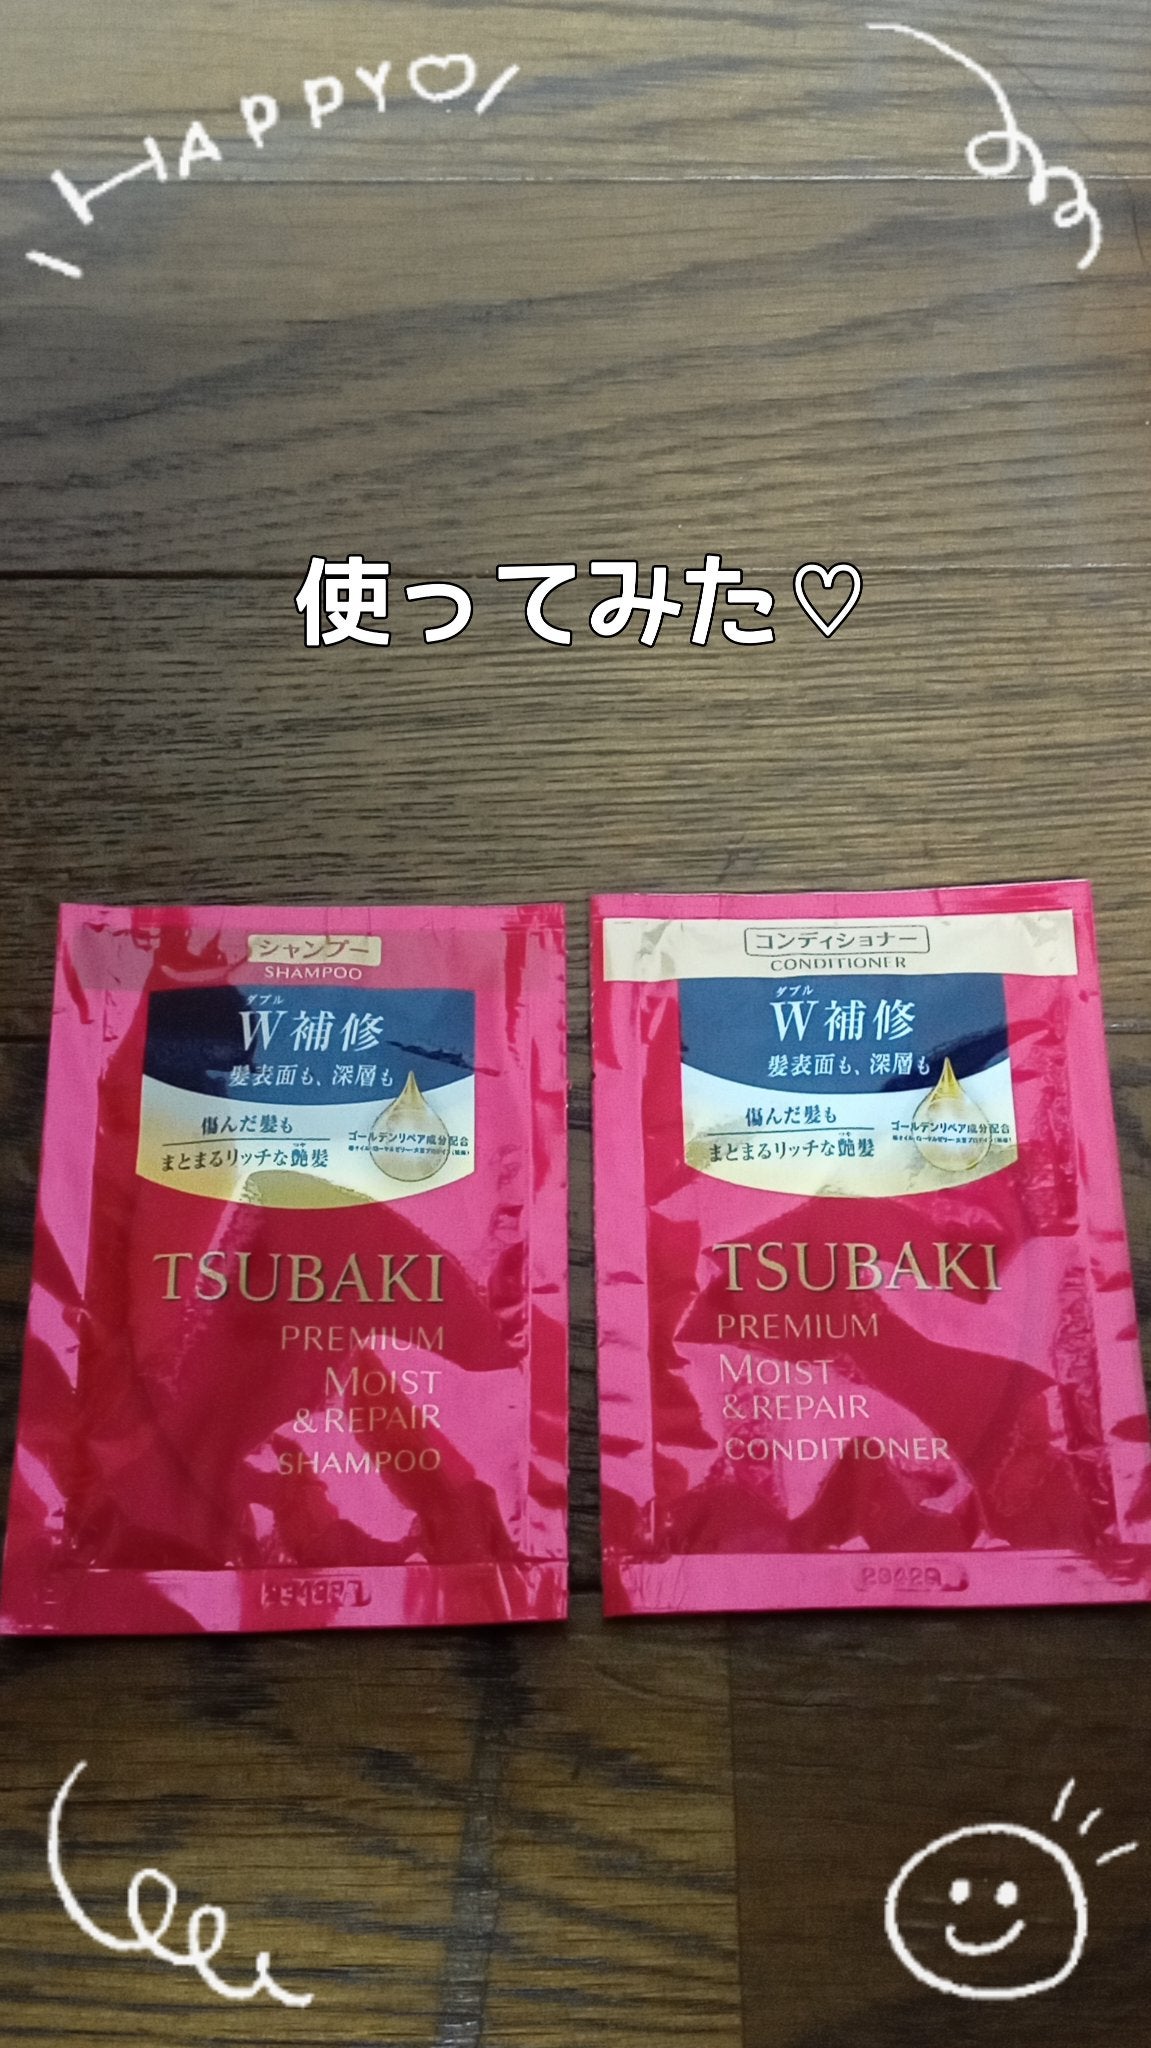 HAPPY♡
使ってみた♡
シャンプー
SHAMPOO
ダブル
W補修
髪表面も、深層も
傷んだ髪も
まとまるリッチな艶髪
つや
ゴールデンリペア成分配合
TSUBAKI
PREMIUM
MOIST
& REPAIR
SHAMPOO
コンディショナー
CONDITIONER
ダブル
W補修
髪表面も、深層も
傷んだ髪も
まとまるリッチな艶髪
つや
ゴールデンリペア成分配合
TSUBAKI
PREMIUM
MOIST
& REPAIR
CONDITIONER